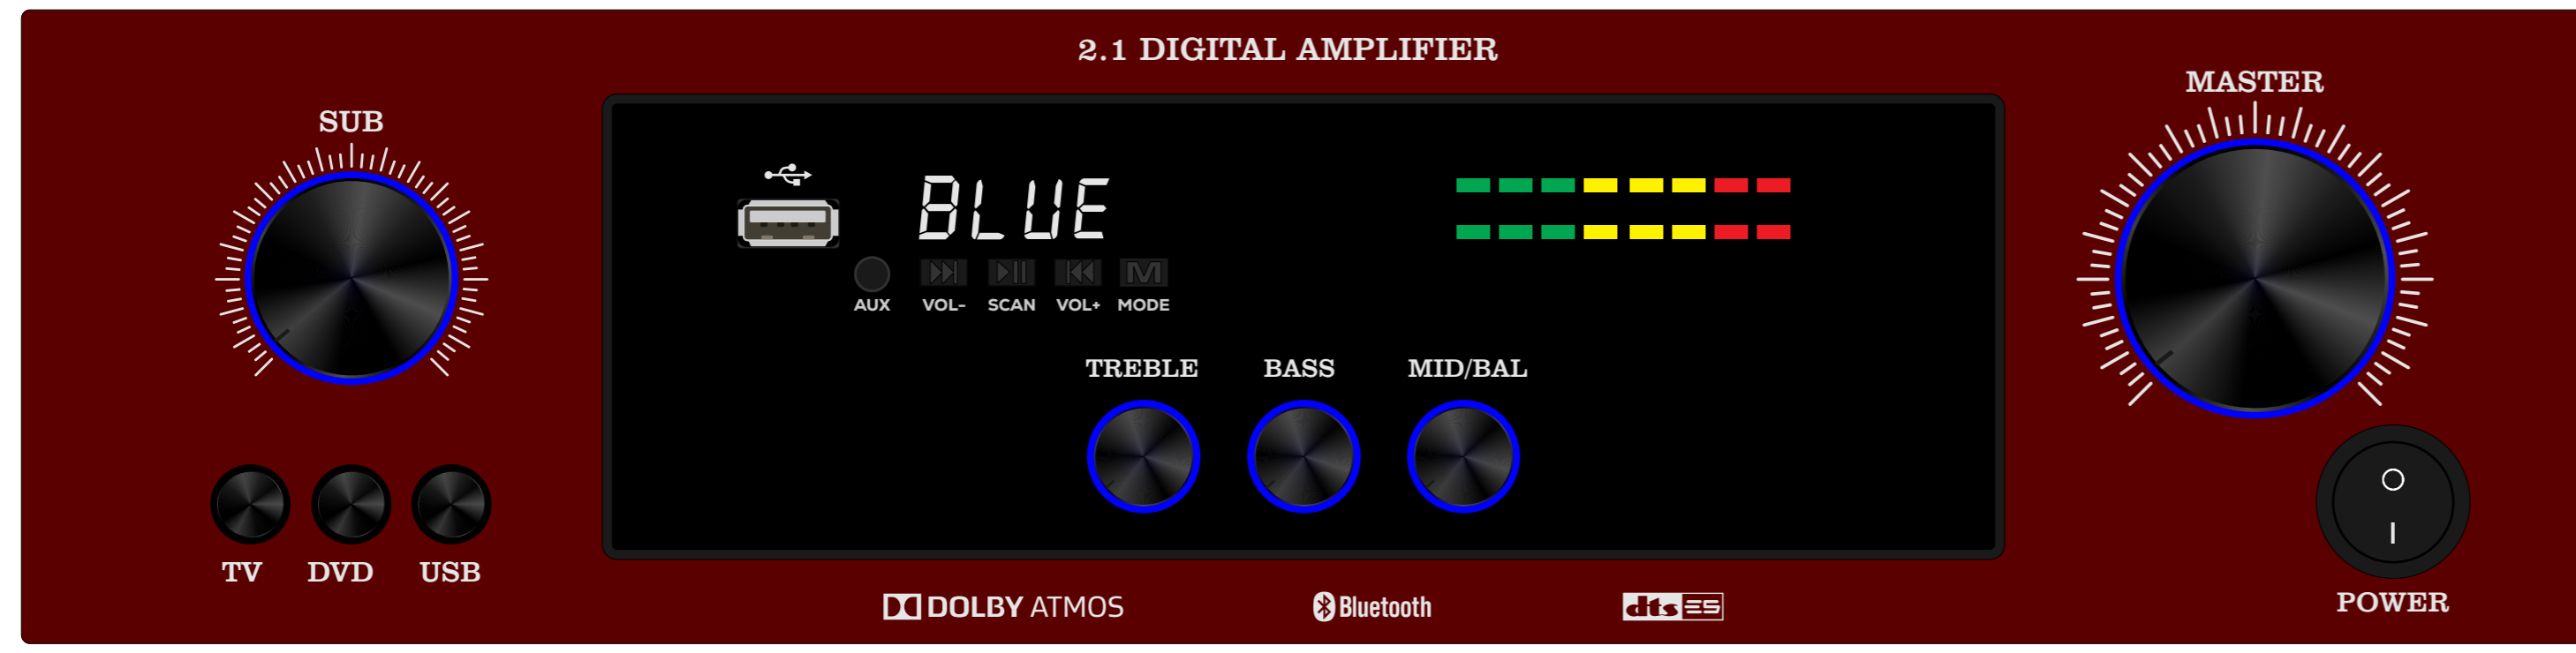 2.1 DIGITAL AMPLIFIER
MASTER
SUB
BLUE
M
AUX VOL- SCAN VOL+ MODE
TREBLE BASS MID/BAL
TV DVD USB
DOLBY ATMOS
Bluetooth
dts ES
POWER